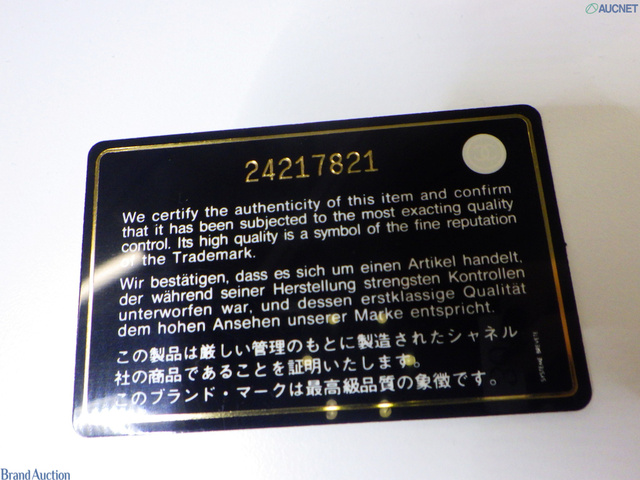 AUCNET
24217821
We certify the authenticity of this item and confirm
that it has been subjected to the most exacting quality
control. Its high quality is a symbol of the fine reputation
of the Trademark.
Wir bestätigen, dass es sich um einen Artikel handelt,
der während seiner Herstellung strengsten Kontrollen
unterworfen war, und dessen erstklassige Qualität
dem hohen Ansehen unserer Marke entspricht.
この製品は厳しい管理のもとに製造されたシャネル
社の商品であることを証明いたします。
このブランド・マークは最高級品質の象徴です。
Brand Auction